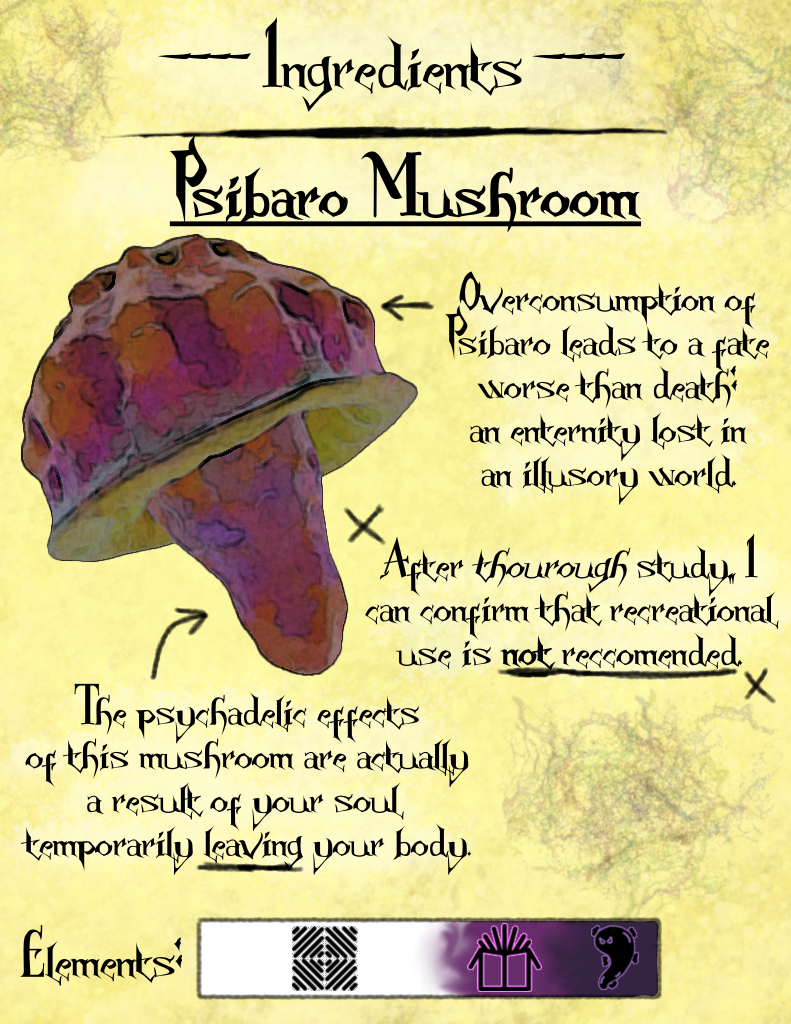 Ingredients
Psibaro Mushroom
Overconsumption of
Psibaro leads to a fate
worse than death:
an enternity lost in
an illusory world.
After thourough study, I
can confirm that recreational
use is not reccomended.
The psychadelic effects
of this mushroom are actually
a result of your soul
temporarily leaving your body.
Elements: